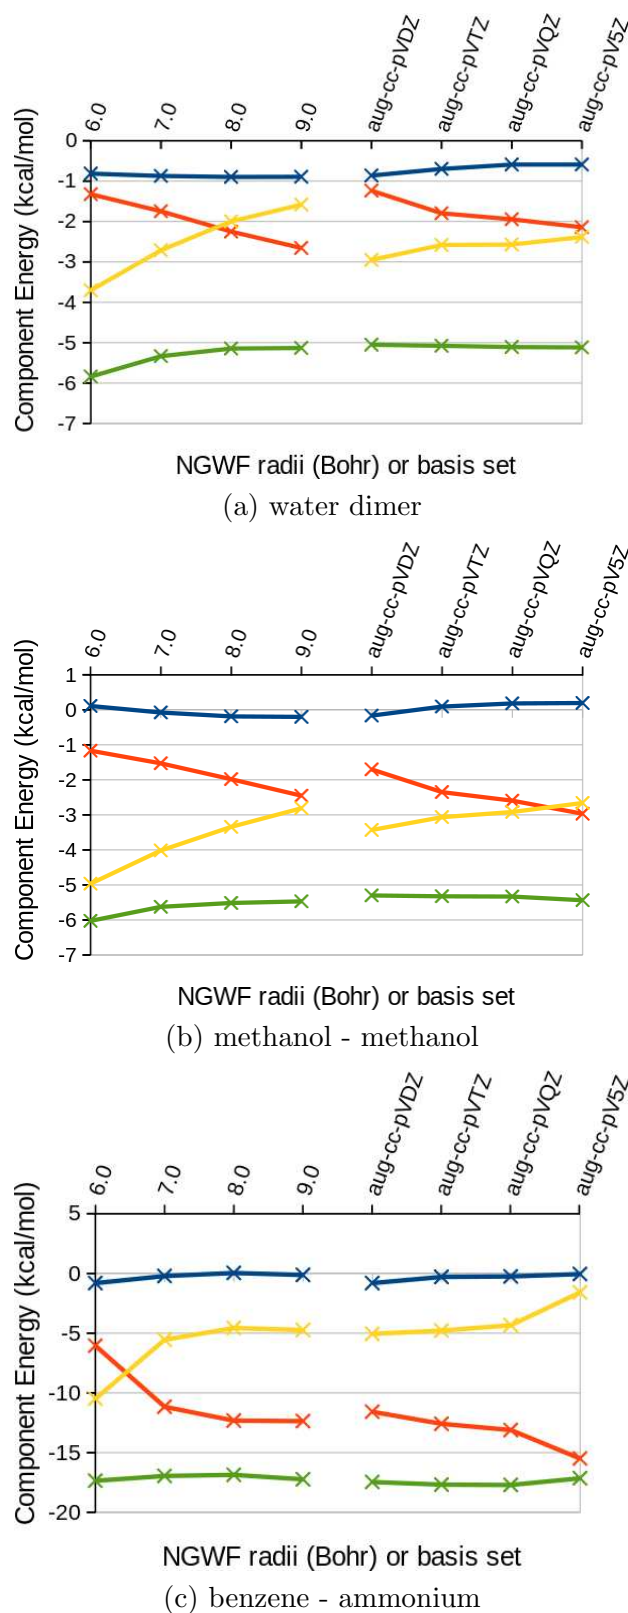 6.0 7.0 8.0 9.0 aug-cc-pVDZ aug-cc-pVTZ aug-cc-pVQZ aug-cc-pV5Z
Component Energy (kcal/mol)
0
-1
-2
-3
-4
-5
-6
-7
NGWF radii (Bohr) or basis set
(a) water dimer
6.0 7.0 8.0 9.0 aug-cc-pVDZ aug-cc-pVTZ aug-cc-pVQZ aug-cc-pV5Z
Component Energy (kcal/mol)
1
0
-1
-2
-3
-4
-5
-6
-7
NGWF radii (Bohr) or basis set
(b) methanol - methanol
6.0 7.0 8.0 9.0 aug-cc-pVDZ aug-cc-pVTZ aug-cc-pVQZ aug-cc-pV5Z
Component Energy (kcal/mol)
5
0
-5
-10
-15
-20
NGWF radii (Bohr) or basis set
(c) benzene - ammonium